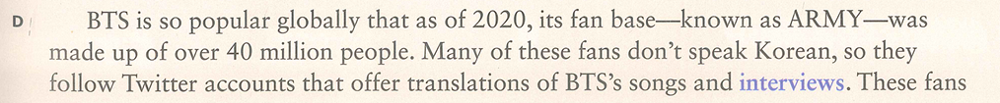 D BTS is so popular globally that as of 2020, its fan base—known as ARMY—was
made up of over 40 million people. Many of these fans don't speak Korean, so they
follow Twitter accounts that offer translations of BTS's songs and interviews. These fans